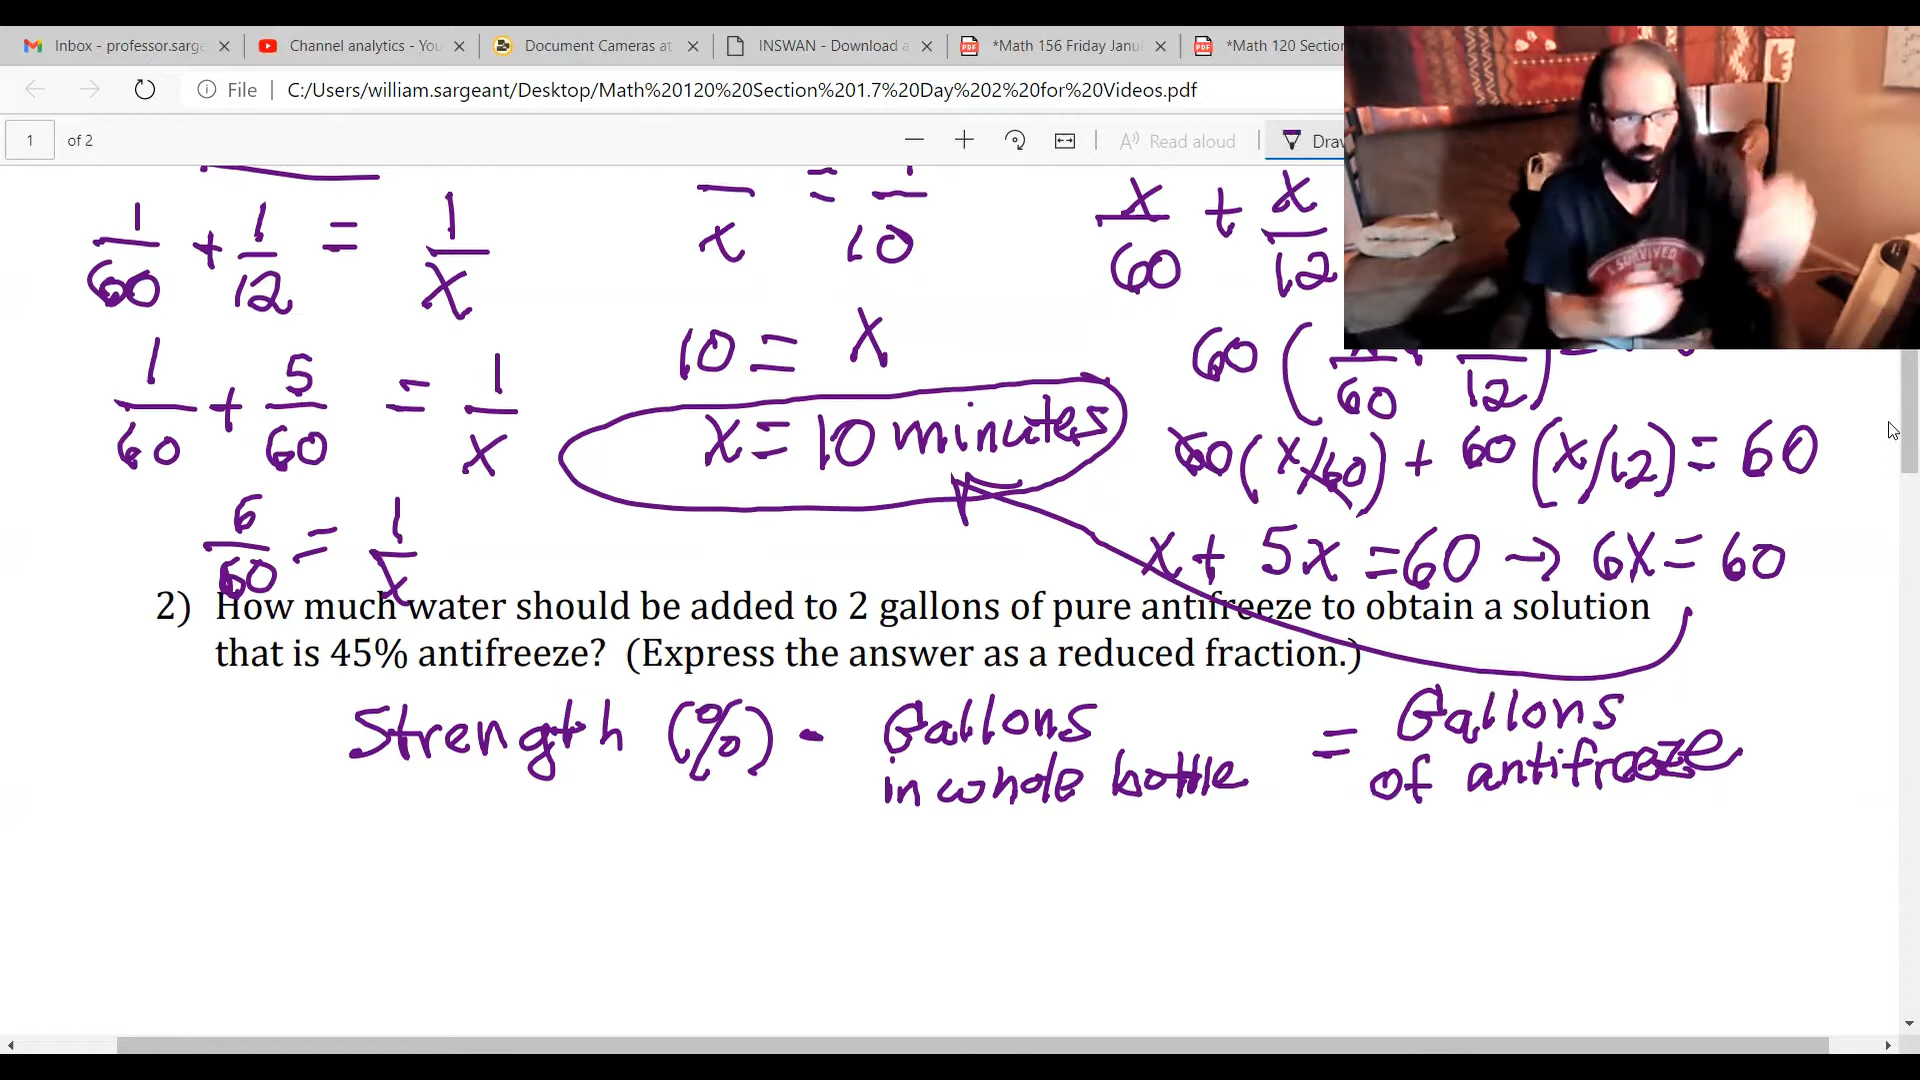 Inbox - professor.sarge
Channel analytics - You
Document Cameras at
INSWAN - Download a
*Math 156 Friday Janu
*Math 120 Section
File
C:/Users/william.sargeant/Desktop/Math%20120%20Section%201.7%20Day%202%20for%20Videos.pdf
1 of 2
Read aloud
Draw
I SURVIVED
1/60 + 1/12 = 1/x
1/60 + 5/60 = 1/x
6/60 = 1/x
/x = 1/10
10 = x
x = 10 minutes
x/60 + x/12
60 (x/60 + /12) =
60 (x/60) + 60 (x/12) = 60
x + 5x = 60 → 6x = 60
2) How much water should be added to 2 gallons of pure antifreeze to obtain a solution
that is 45% antifreeze? (Express the answer as a reduced fraction.)
Strength (%) · Gallons in whole bottle = Gallons of antifreeze